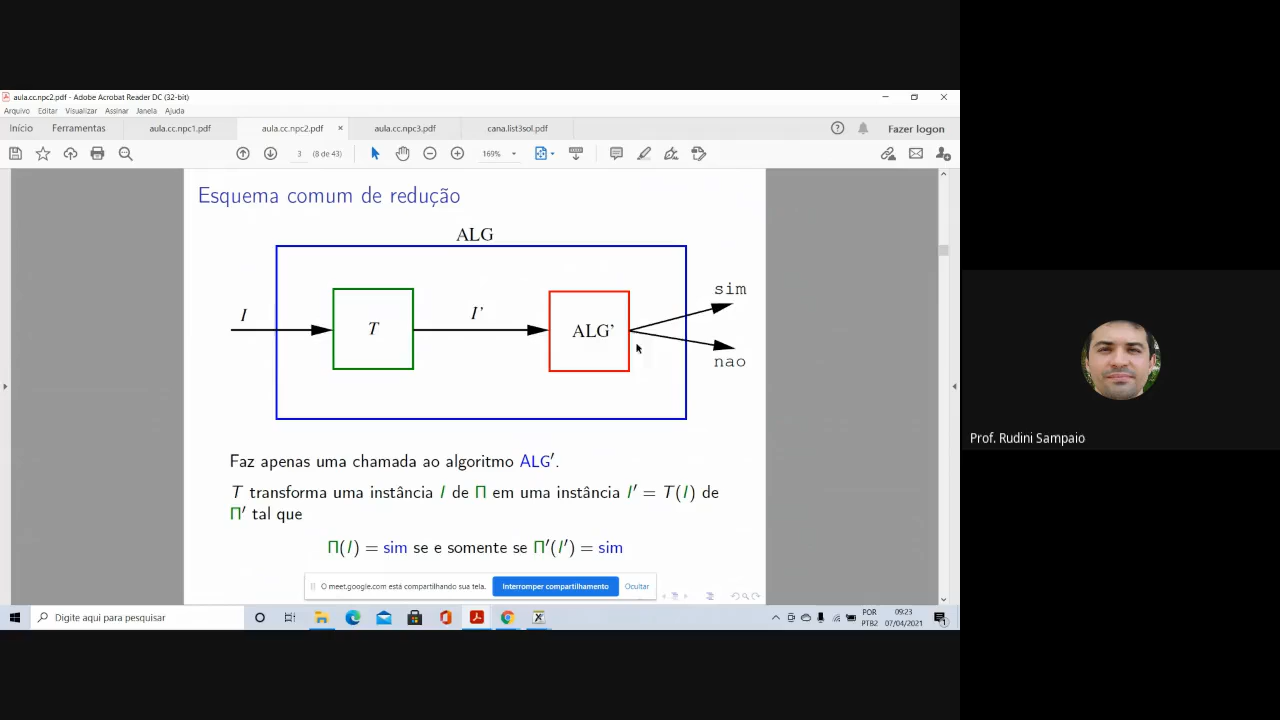 aula.cc.npc2.pdf - Adobe Acrobat Reader DC (32-bit)
Arquivo Editar Visualizar Assinar Janela Ajuda
Início Ferramentas aula.cc.npc1.pdf aula.cc.npc2.pdf × aula.cc.npc3.pdf cana.list3sol.pdf Fazer logon
3 (8 de 43) 169%
Esquema comum de redução
ALG
I T I' ALG' sim
nao
Faz apenas uma chamada ao algoritmo ALG′.
T transforma uma instância I de Π em uma instância I′ = T(I) de
Π′ tal que
Π(I) = sim se e somente se Π′(I′) = sim
O meet.google.com está compartilhando sua tela. Interromper compartilhamento Ocultar
Prof. Rudini Sampaio
Digite aqui para pesquisar
POR 09:23
PTB2 07/04/2021